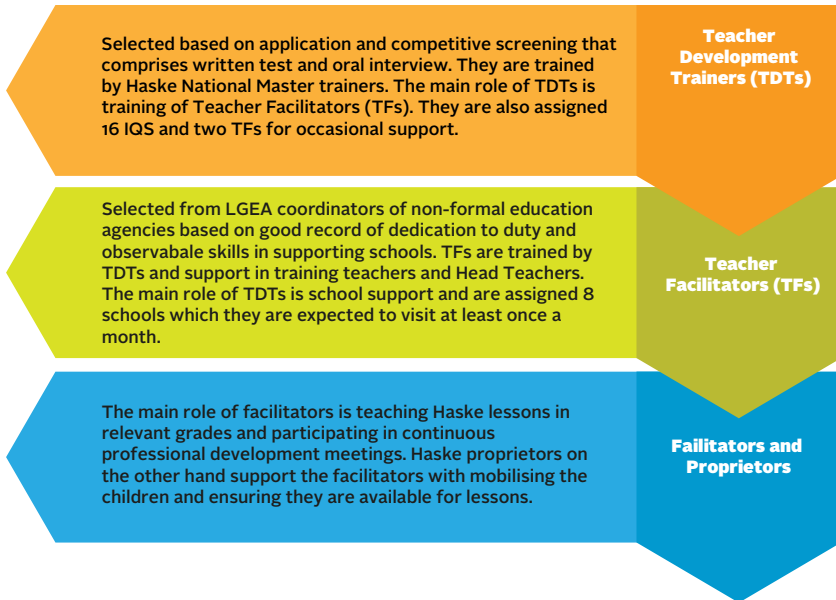 Selected based on application and competitive screening that
comprises written test and oral interview. They are trained
by Haske National Master trainers. The main role of TDTs is
training of Teacher Facilitators (TFs). They are also assigned
16 IQS and two TFs for occasional support.
Teacher
Development
Trainers (TDTs)
Selected from LGEA coordinators of non-formal education
agencies based on good record of dedication to duty and
observabale skills in supporting schools. TFs are trained by
TDTs and support in training teachers and Head Teachers.
The main role of TDTs is school support and are assigned 8
schools which they are expected to visit at least once a
month.
Teacher
Facilitators (TFs)
The main role of facilitators is teaching Haske lessons in
relevant grades and participating in continuous
professional development meetings. Haske proprietors on
the other hand support the facilitators with mobilising the
children and ensuring they are available for lessons.
Failitators and
Proprietors